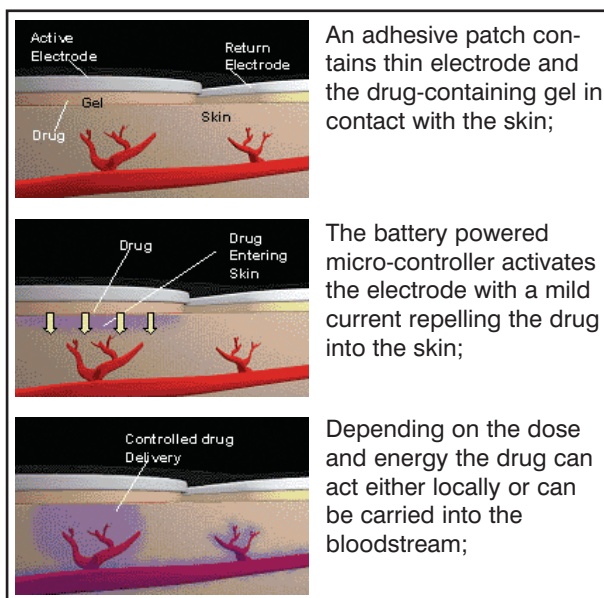 Active
Electrode
Return
Electrode
Gel
Drug
Skin
An adhesive patch con-
tains thin electrode and
the drug-containing gel in
contact with the skin;
Drug
Drug
Entering
Skin
The battery powered
micro-controller activates
the electrode with a mild
current repelling the drug
into the skin;
Controlled drug
Delivery
Depending on the dose
and energy the drug can
act either locally or can
be carried into the
bloodstream;